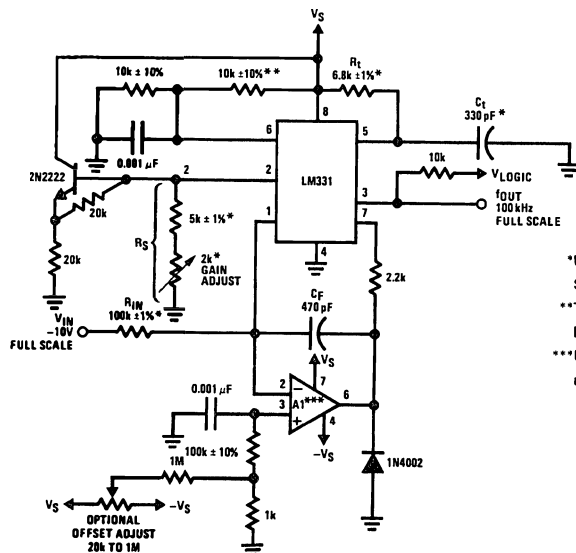 VS
10k ± 10%
10k ±10%**
Rt
6.8k ±1%*
Ct
330 pF*
8
6
5
0.001 µF
10k
VLOGIC
2N2222
2
2
LM331
3
fOUT
100 kHz
FULL SCALE
1
7
20k
RS
5k ± 1%*
4
20k
2k*
GAIN
ADJUST
2.2k
VIN
–10V
FULL SCALE
RIN
100k ±1%*
CF
470 pF
VS
7
2
–
A1***
6
3
+
4
–VS
0.001 µF
100k ± 10%
1M
1N4002
VS
–VS
1k
OPTIONAL
OFFSET ADJUST
20k TO 1M